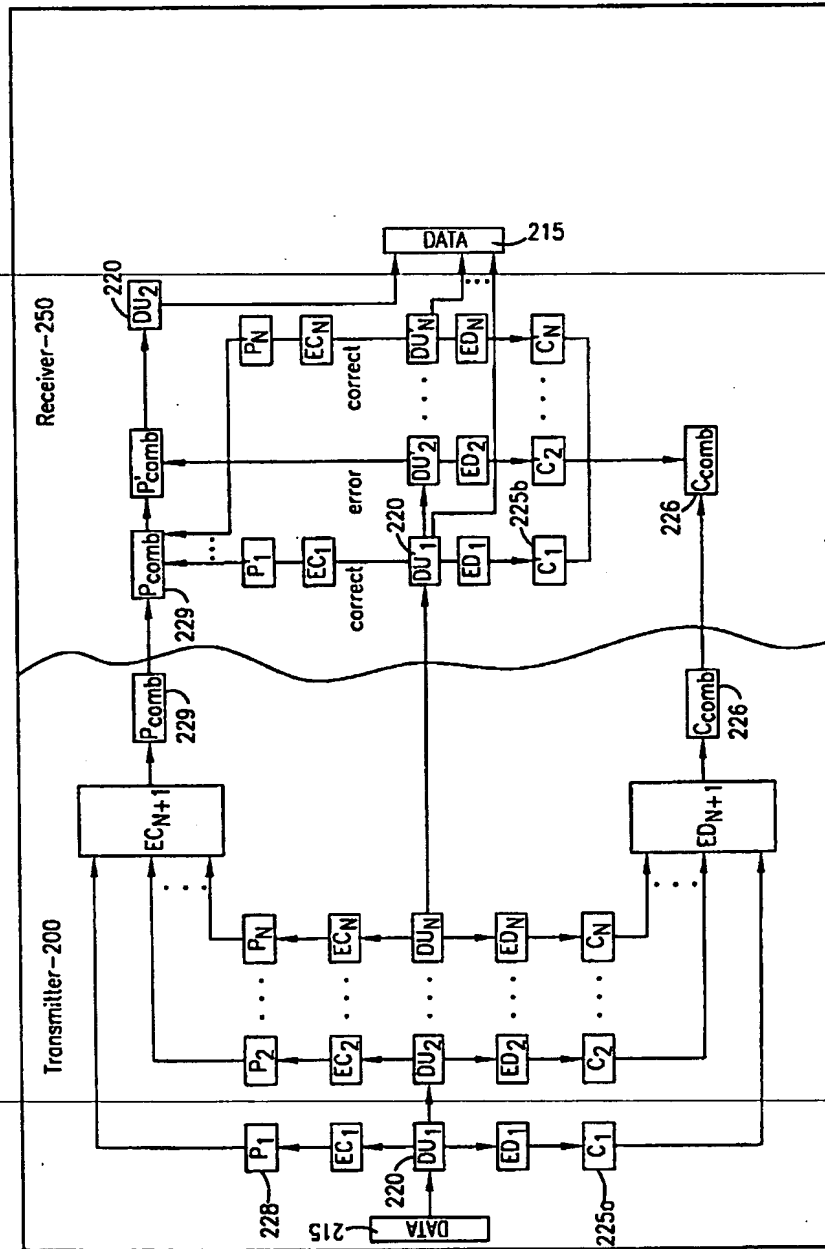 Transmitter-200
Receiver-250
215
DATA
228
P1
EC1
220
DU1
ED1
C1
225a
P2
EC2
DU2
ED2
C2
. . .
. . .
. . .
. . .
. . .
PN
ECN
DUN
EDN
CN
. . .
. . .
ECN+1
EDN+1
Pcomb
229
Ccomb
226
Pcomb
229
P'comb
220
DU2
. . .
P1
EC1
correct
220
DU'1
ED1
225b
C1
error
DU'2
ED2
C2
. . .
. . .
PN
ECN
correct
DU'N
EDN
CN
Ccomb
226
. . .
DATA
215